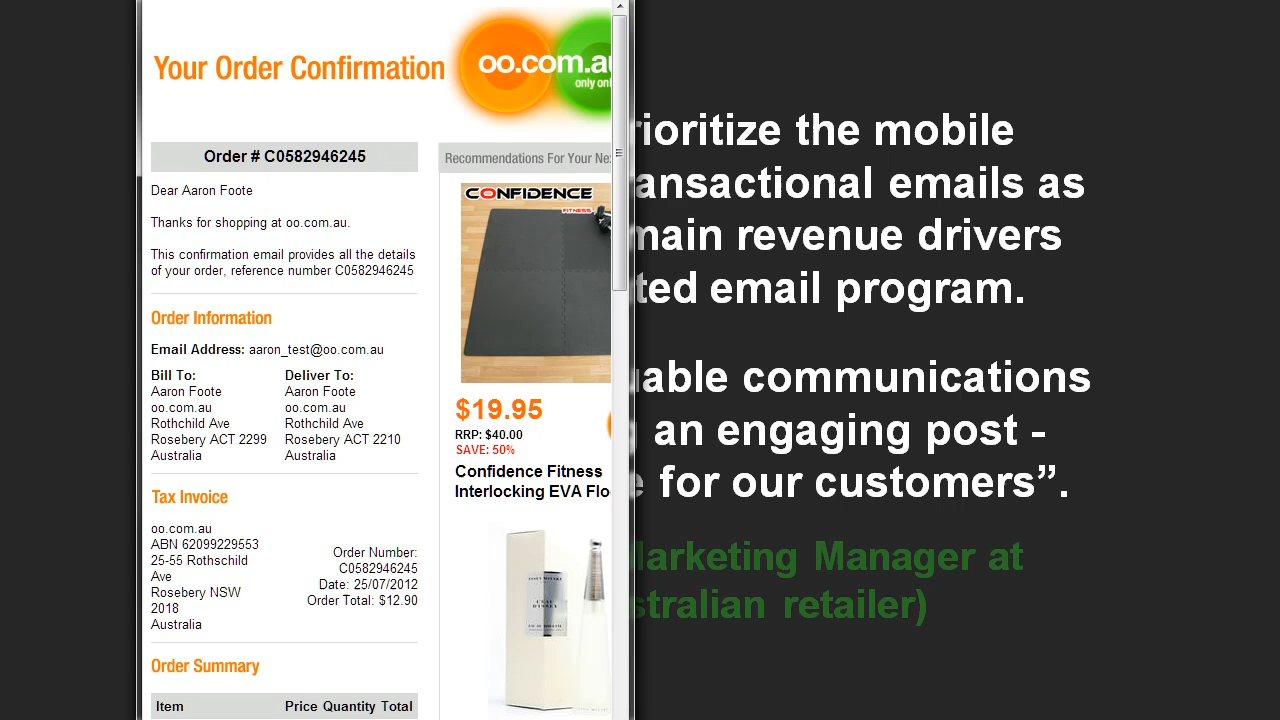 Your Order Confirmation
oo.com.au
only onl
Order # C0582946245
Dear Aaron Foote
Thanks for shopping at oo.com.au.
This confirmation email provides all the details
of your order, reference number C0582946245
Order Information
Email Address: aaron_test@oo.com.au
Bill To: Deliver To:
Aaron Foote Aaron Foote
oo.com.au oo.com.au
Rothchild Ave Rothchild Ave
Rosebery ACT 2299 Rosebery ACT 2210
Australia Australia
Tax Invoice
oo.com.au
ABN 62099229553
25-55 Rothschild
Ave
Rosebery NSW
2018
Australia
Order Number:
C0582946245
Date: 25/07/2012
Order Total: $12.90
Order Summary
Item Price Quantity Total
Recommendations For Your Ne
CONFIDENCE
FITNESS
$19.95
RRP: $40.00
SAVE: 50%
Confidence Fitness
Interlocking EVA Flo
ISSEY MIYAKE
L'EAU
D'ISSEY
rioritize the mobile
ansactional emails as
main revenue drivers
ted email program.
uable communications
g an engaging post -
e for our customers”.
Marketing Manager at
stralian retailer)